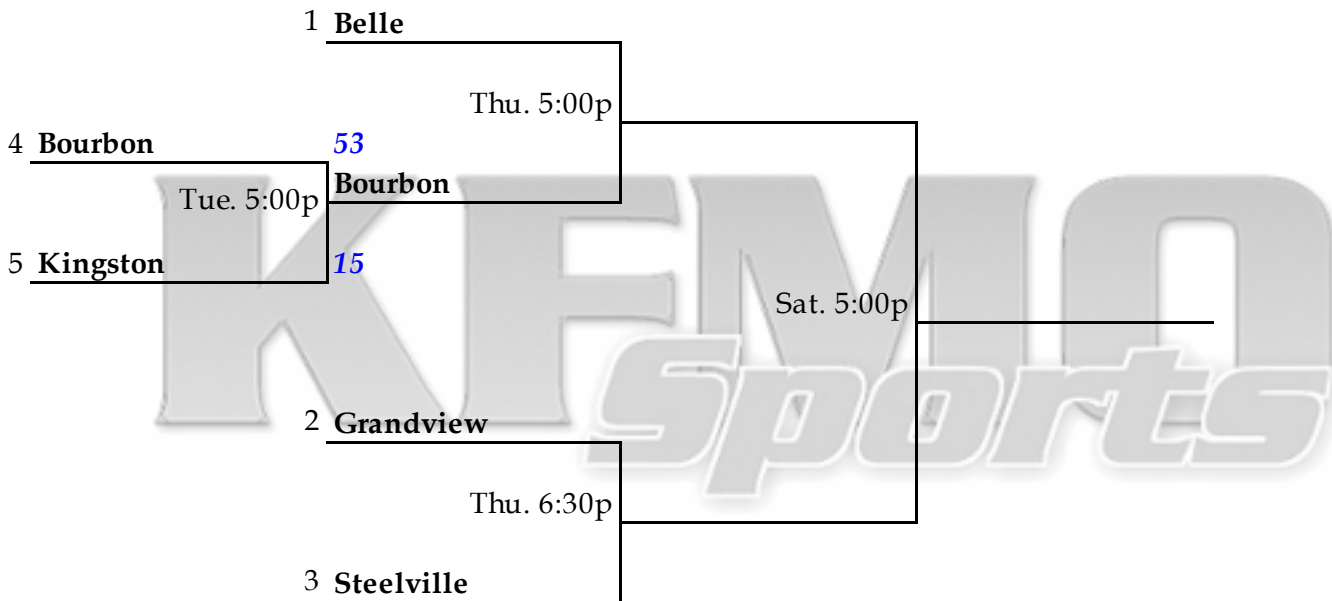 1 Belle
Thu. 5:00p
4 Bourbon 53
Bourbon
Tue. 5:00p
5 Kingston 15
Sat. 5:00p
KFMO
Sports
2 Grandview
Thu. 6:30p
3 Steelville